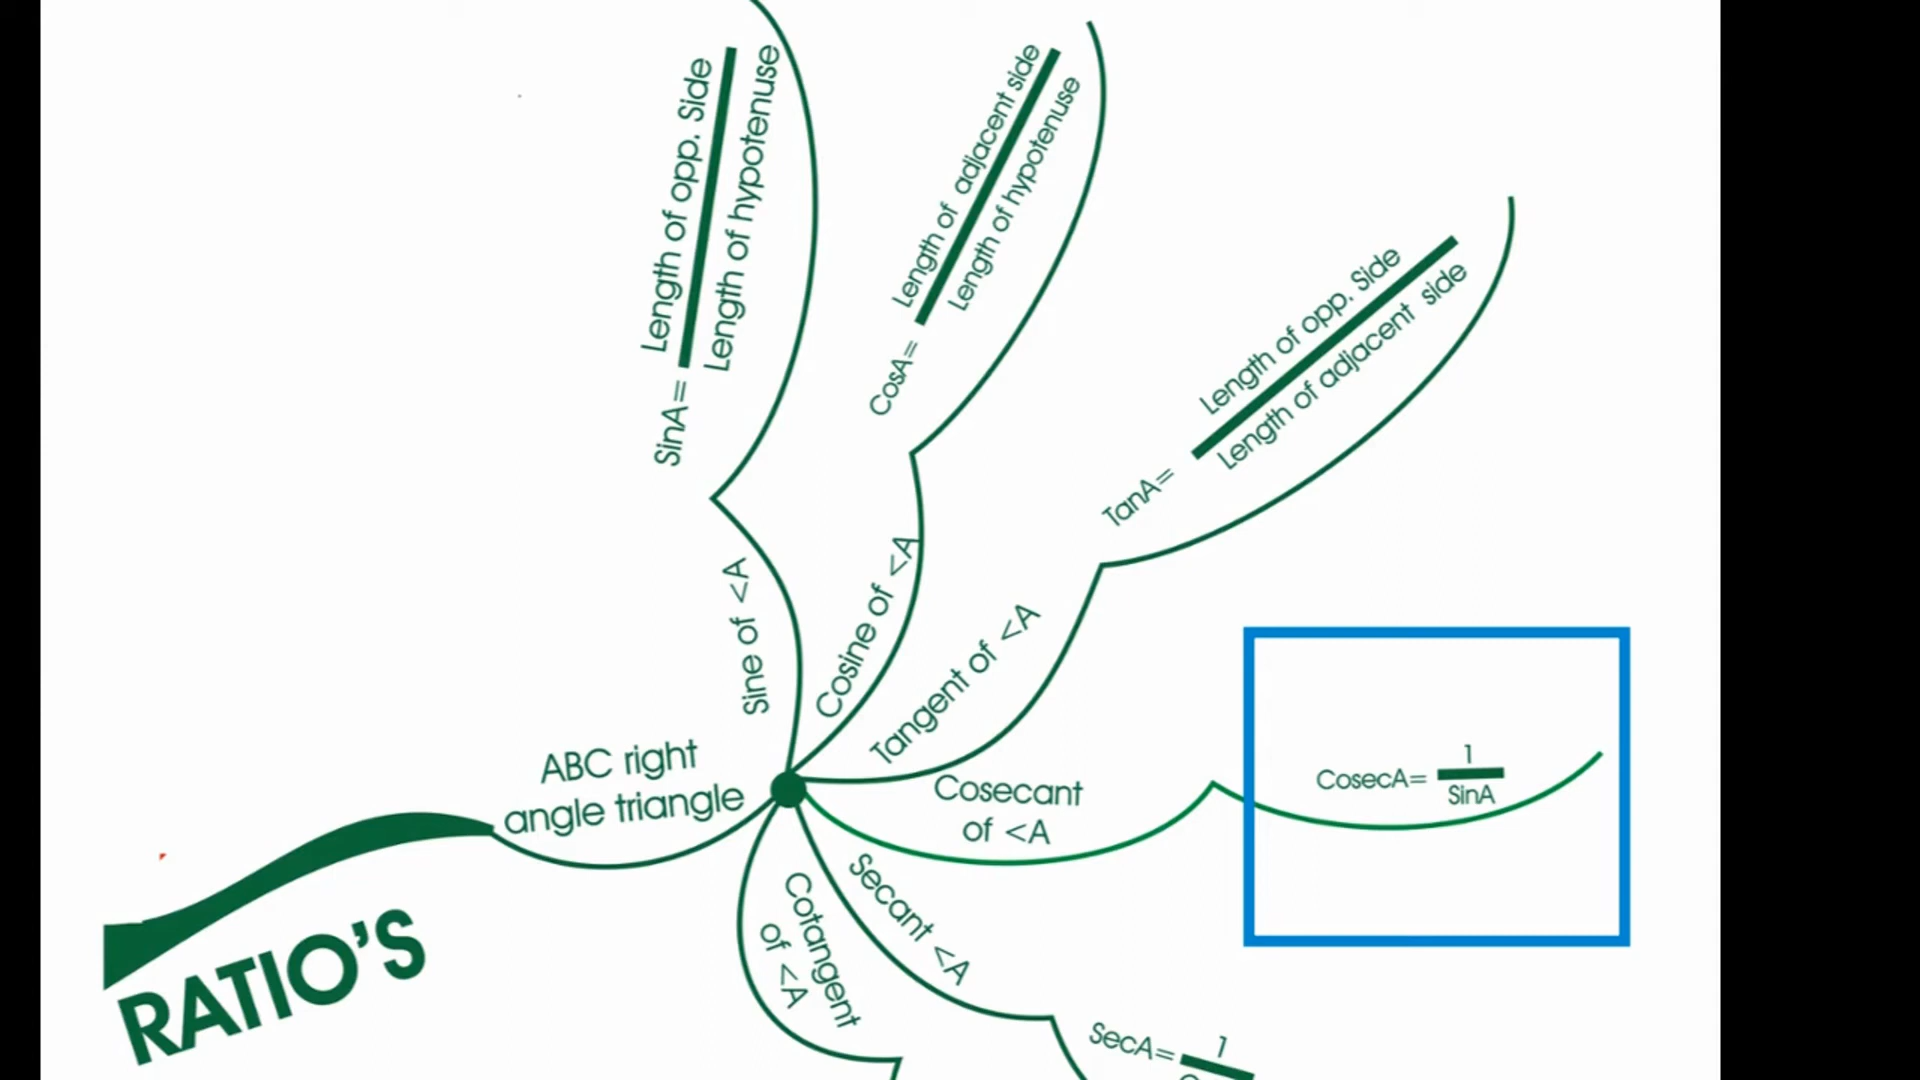 Length of opp. Side
SinA=
Length of hypotenuse
Length of adjacent side
CosA=
Length of hypotenuse
Length of opp. Side
TanA=
Length of adjacent side
Sine of <A
Cosine of <A
Tangent of <A
Cosecant
of <A
1
CosecA=
SinA
Secant <A
1
SecA=
Cotangent
of <A
ABC right
angle triangle
RATIO'S